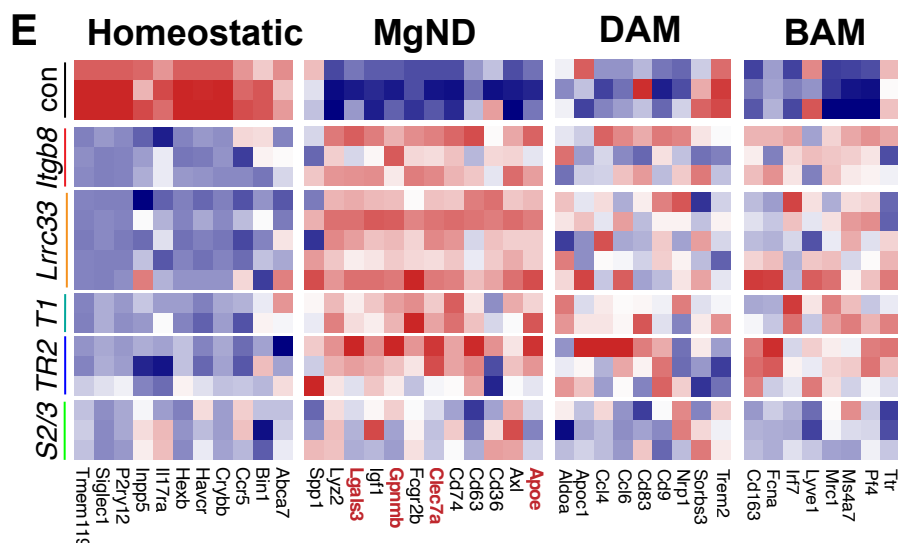 E
Homeostatic
MgND
DAM
BAM
con
Itgb8
Lrrc33
T1
TR2
S2/3
Tmem119
Siglec1
P2ry12
Inpp5
Il17ra
Hexb
Havcr
Crybb
Ccr5
Bin1
Abca7
Spp1
Lyz2
Lgals3
Igf1
Gpnmb
Fcgr2b
Clec7a
Cd74
Cd63
Cd36
Axl
Apoe
Aldoa
Apoc1
Ccl4
Ccl6
Cd83
Cd9
Nrp1
Sorbs3
Trem2
Cd163
Fcna
Irf7
Lyve1
Mrc1
Ms4a7
Pf4
Ttr